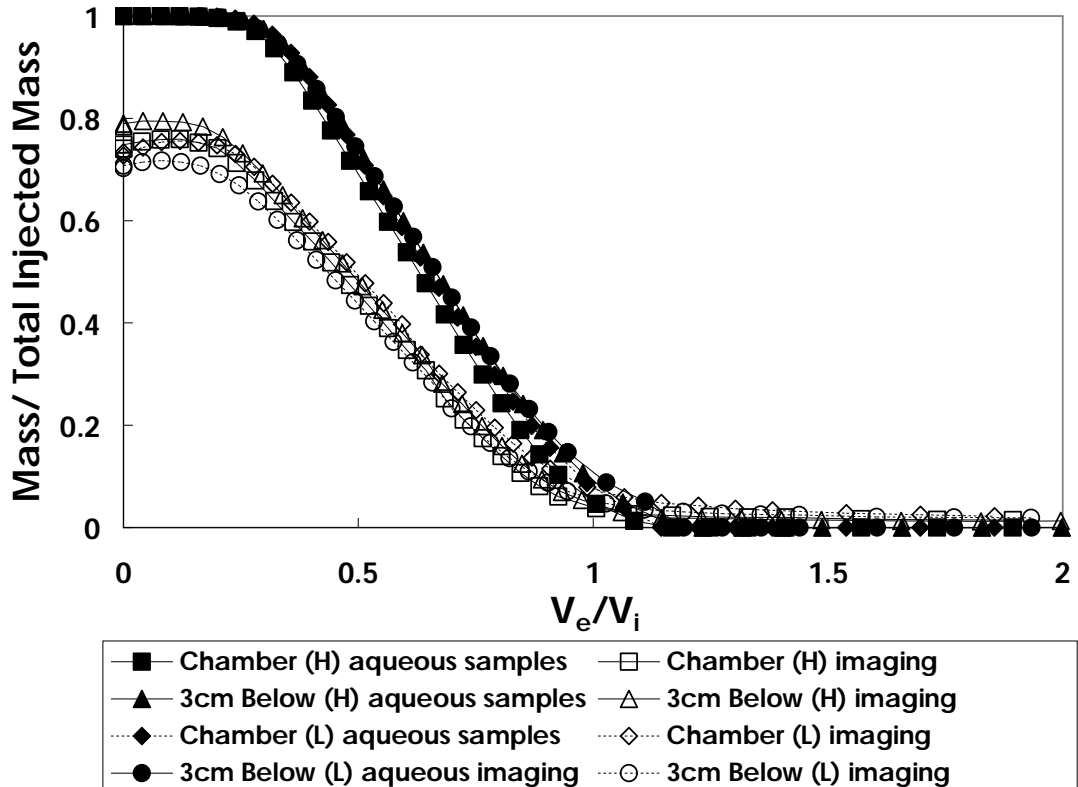 1
0.8
0.6
0.4
0.2
0
Mass/ Total Injected Mass
0 0.5 1 1.5 2
Ve/Vi
Chamber (H) aqueous samples
Chamber (H) imaging
3cm Below (H) aqueous samples
3cm Below (H) imaging
Chamber (L) aqueous samples
Chamber (L) imaging
3cm Below (L) aqueous imaging
3cm Below (L) imaging